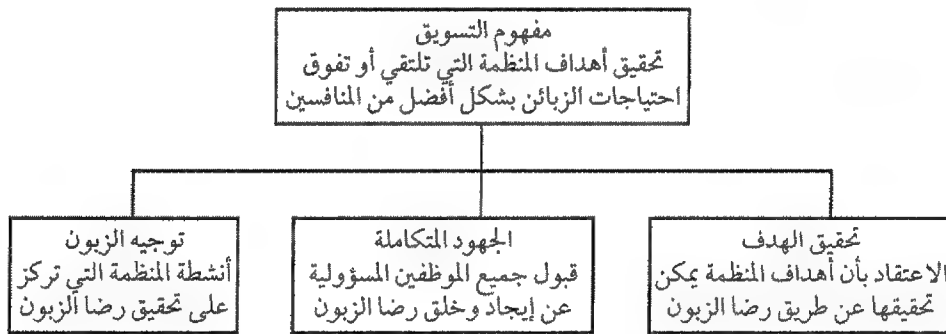 مفهوم التسويق
تحقيق أهداف المنظمة التي تلتقي أو تفوق
احتياجات الزبائن بشكل أفضل من المنافسين
تحقيق الهدف
الاعتقاد بأن أهداف المنظمة يمكن
تحقيقها عن طريق رضا الزبون
الجهود المتكاملة
قبول جميع الموظفين المسؤولية
عن إيجاد وخلق رضا الزبون
توجيه الزبون
أنشطة المنظمة التي تركز
على تحقيق رضا الزبون